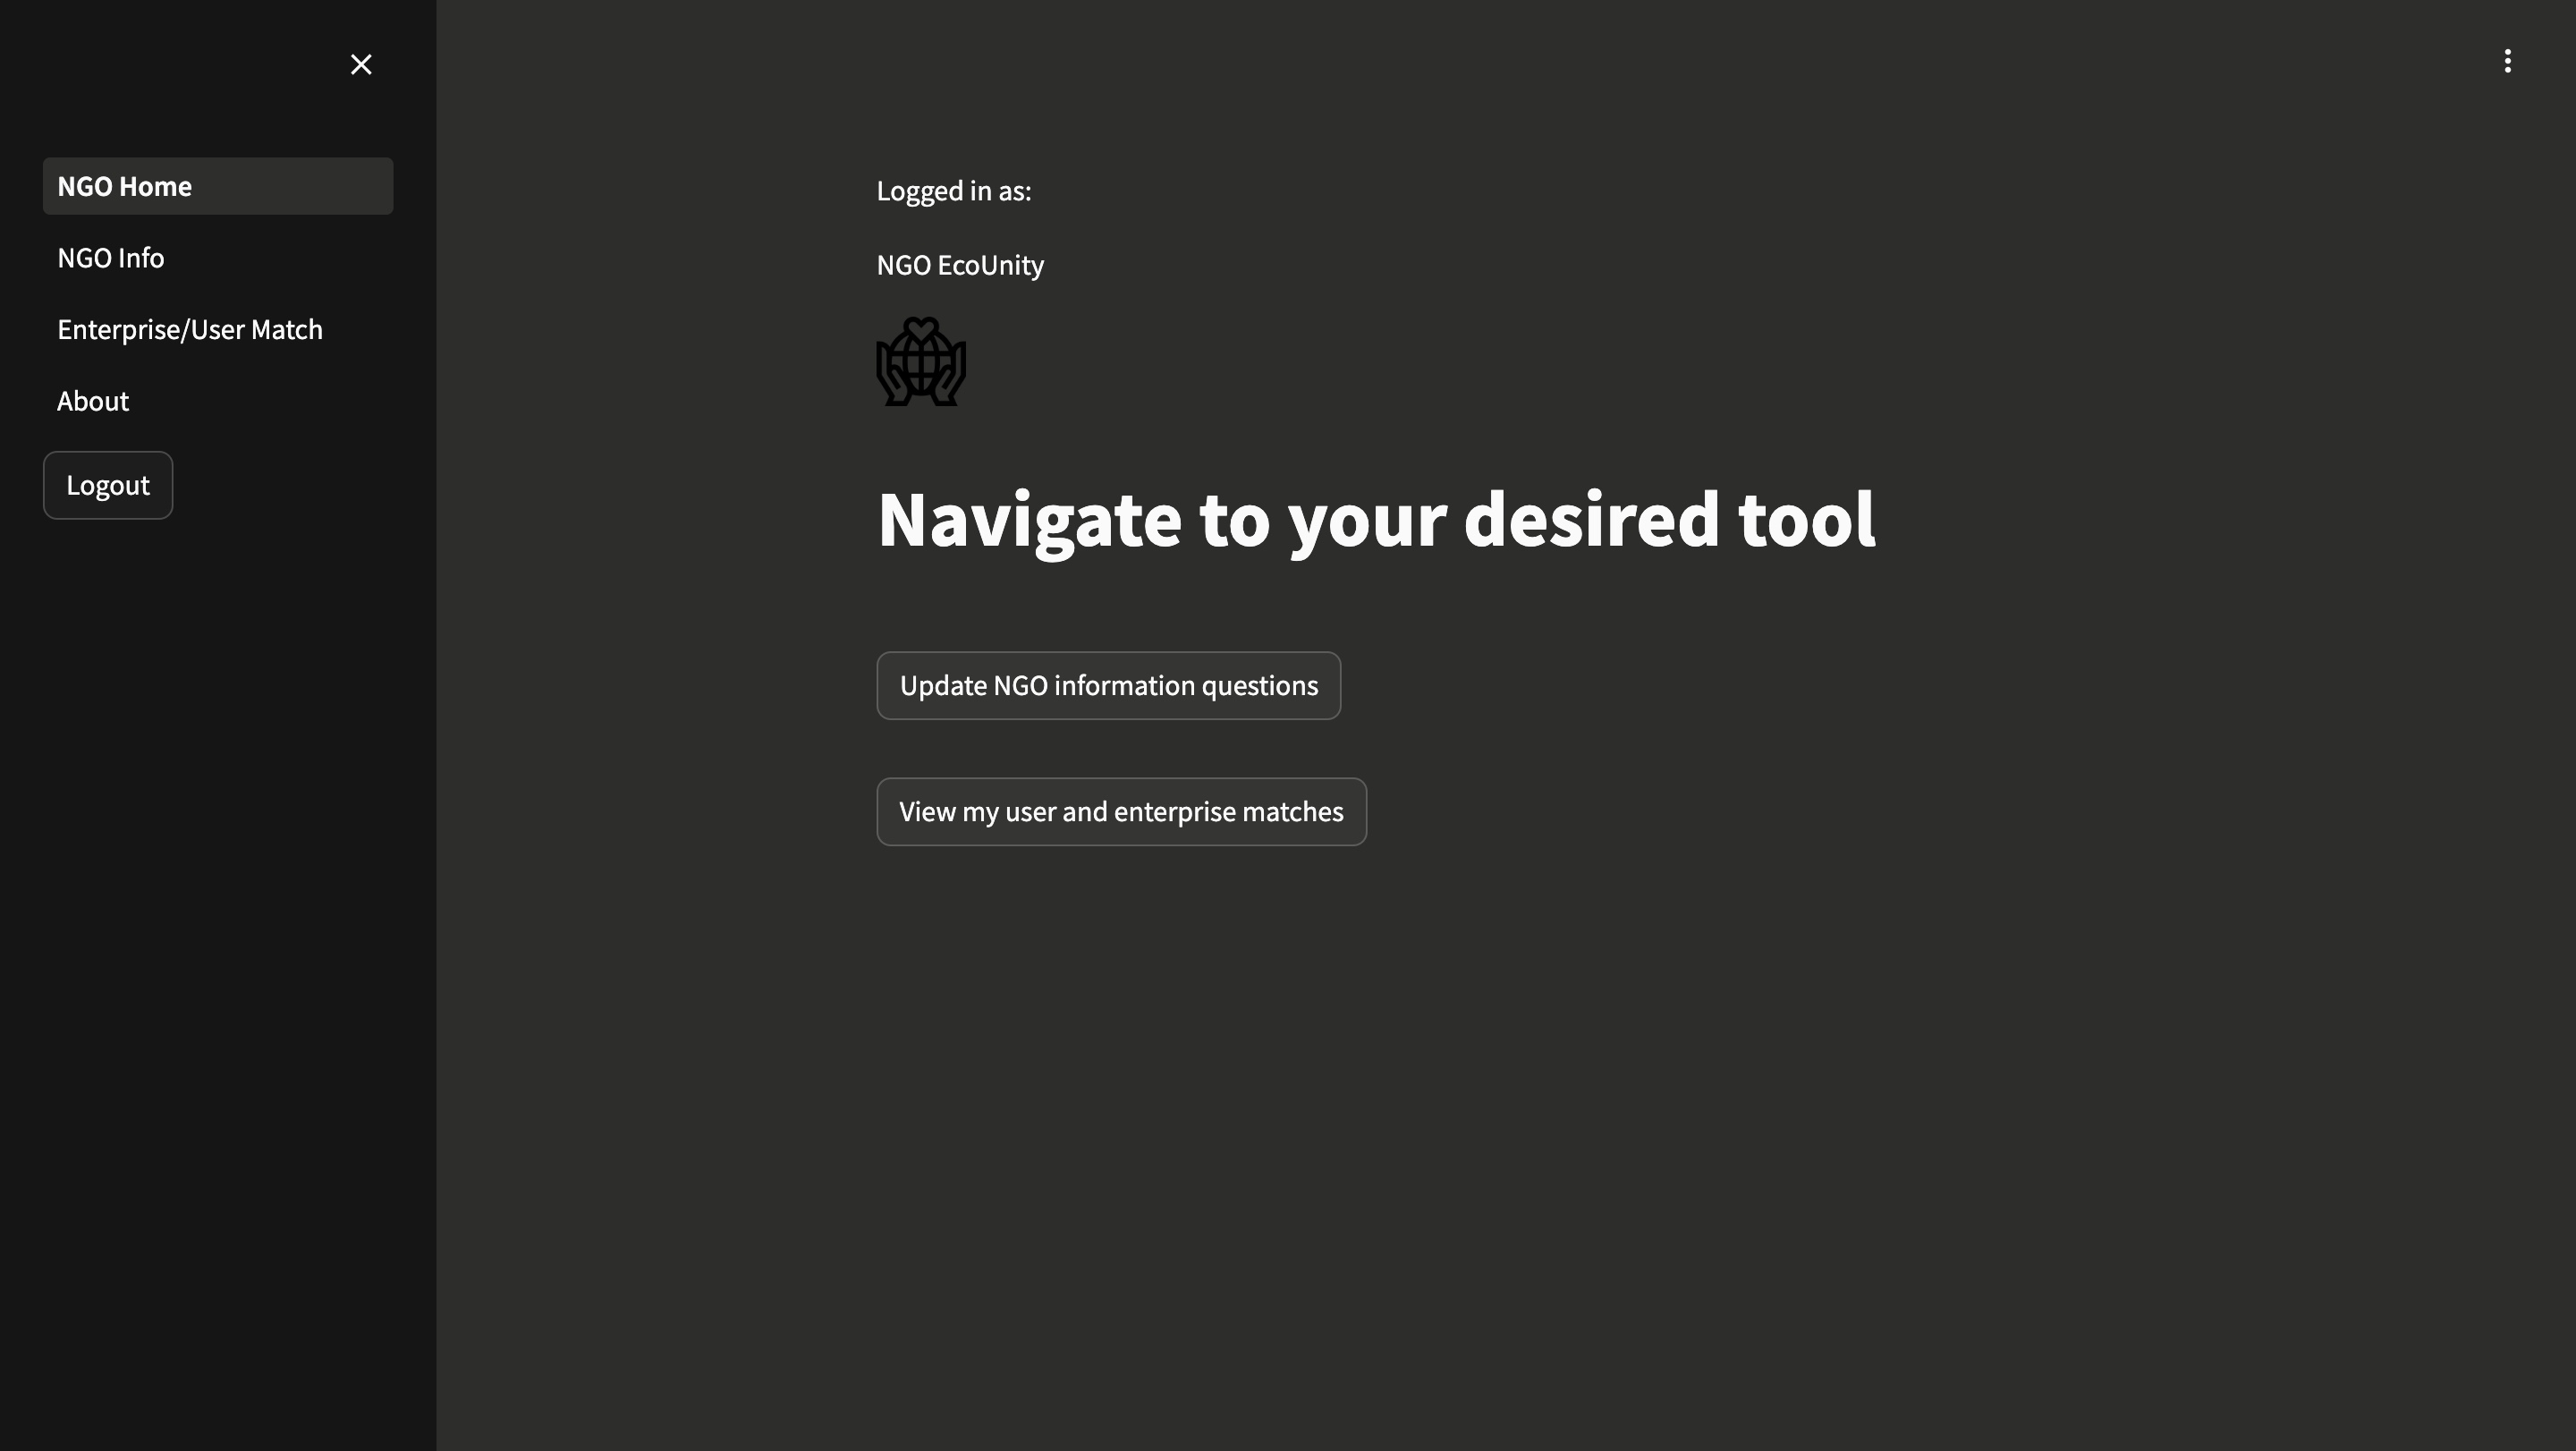 NGO Home
NGO Info
Enterprise/User Match
About
Logout
Logged in as:
NGO EcoUnity
Navigate to your desired tool
Update NGO information questions
View my user and enterprise matches